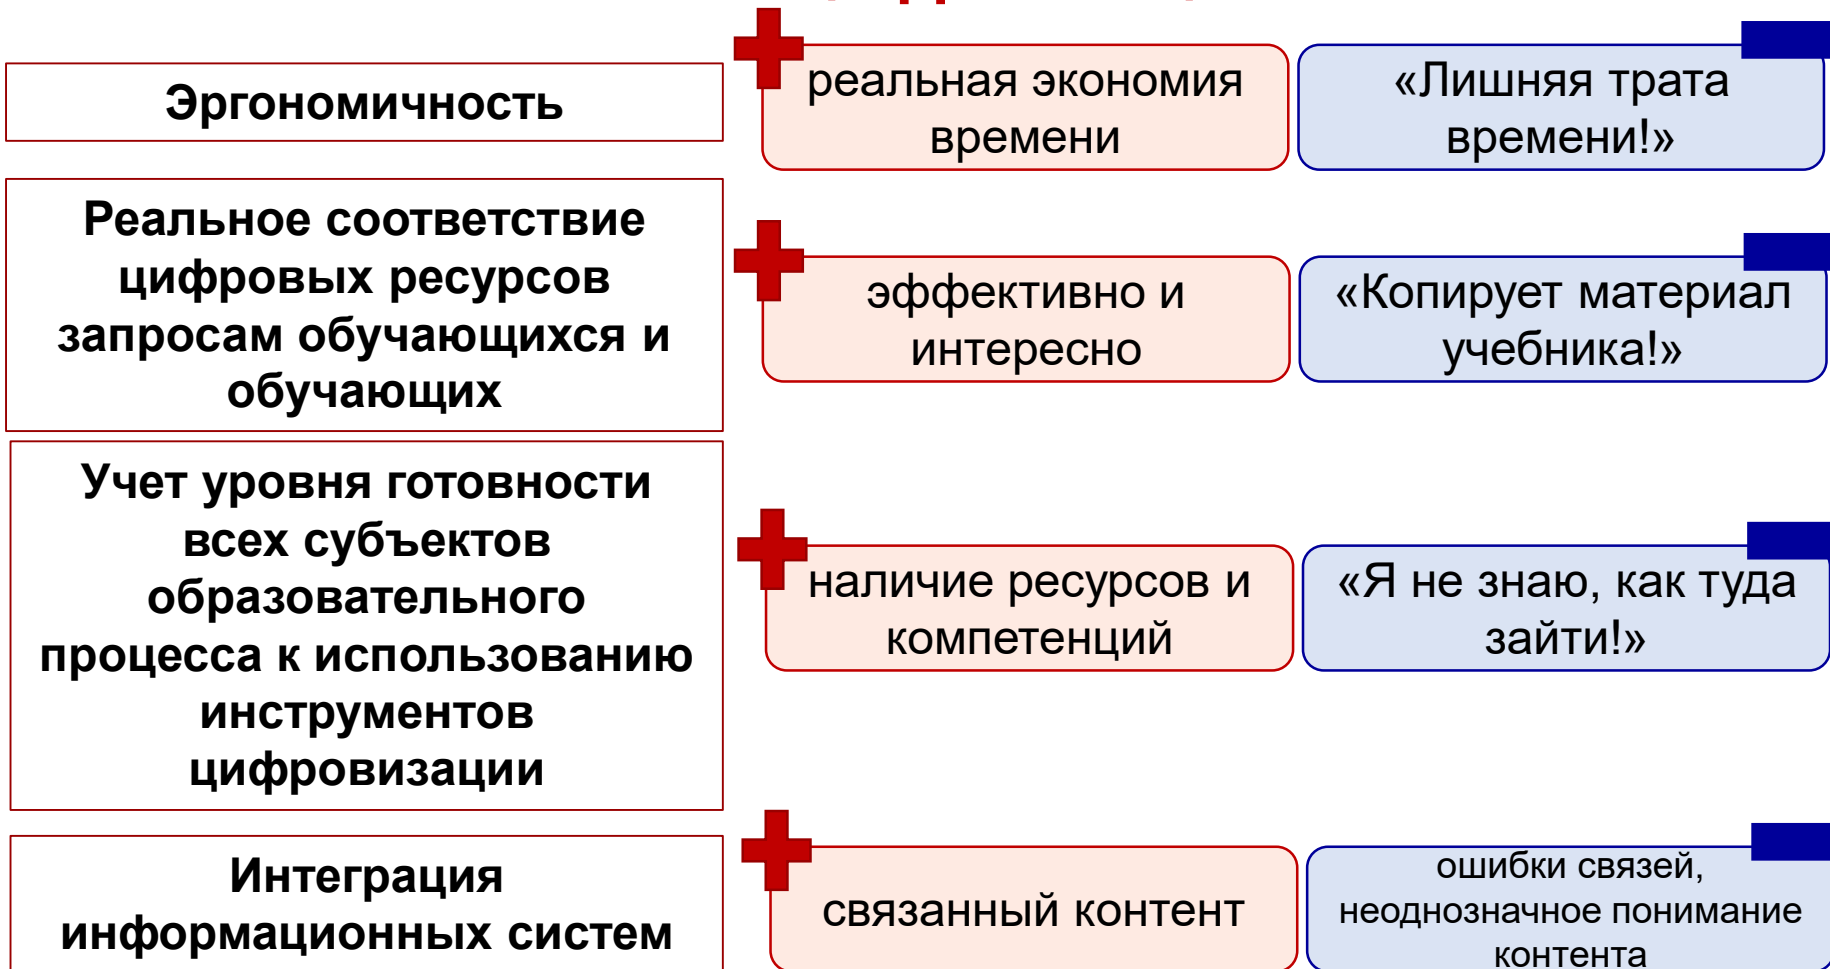 Эргономичность
реальная экономия
времени
«Лишняя трата
времени!»
Реальное соответствие
цифровых ресурсов
запросам обучающихся и
обучающих
эффективно и
интересно
«Копирует материал
учебника!»
Учет уровня готовности
всех субъектов
образовательного
процесса к использованию
инструментов
цифровизации
наличие ресурсов и
компетенций
«Я не знаю, как туда
зайти!»
Интеграция
информационных систем
связанный контент
ошибки связей,
неоднозначное понимание
контента